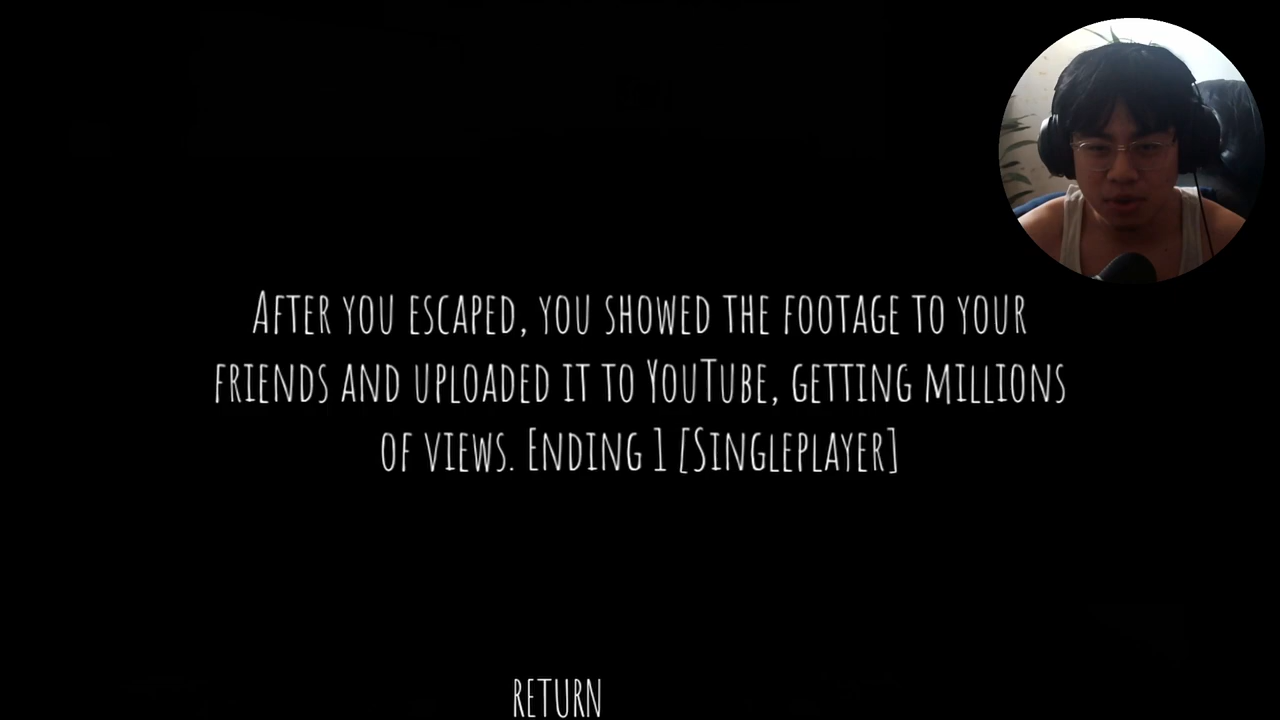 After you escaped, you showed the footage to your
friends and uploaded it to YouTube, getting millions
of views. Ending 1 [Singleplayer]
RETURN